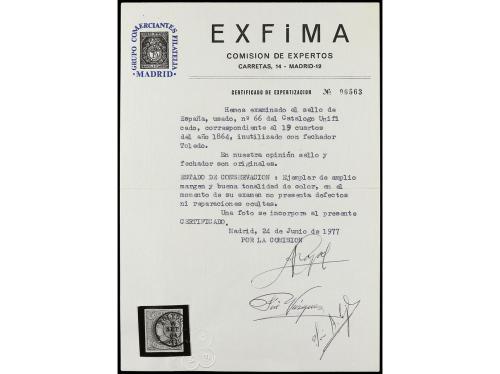 GRUPO COMERCIANTES FILATELIA
MADRID
EXFiMA
COMISION DE EXPERTOS
CARRETAS, 14 - MADRID-12
CERTIFICADO DE EXPERTIZACION Nº 00563
Hemos examinado el sello de
España, usado, nº 66 del Catalogo Unifi
cado, correspondiente al 19 cuartos
del año 1864, inutilizado con fechador
Toledo.
En nuestra opinión sello y
fechador son originales.
ESTADO DE CONSERVACION : Ejemplar de amplio
margen y buena tonalidad de color, en el
momento de su examen no presenta defectos
ni reparaciones ocultas.
Una foto se incorpora al presente
CERTIFICADO.
Madrid, 24 de Junio de 1977
POR LA COMISION